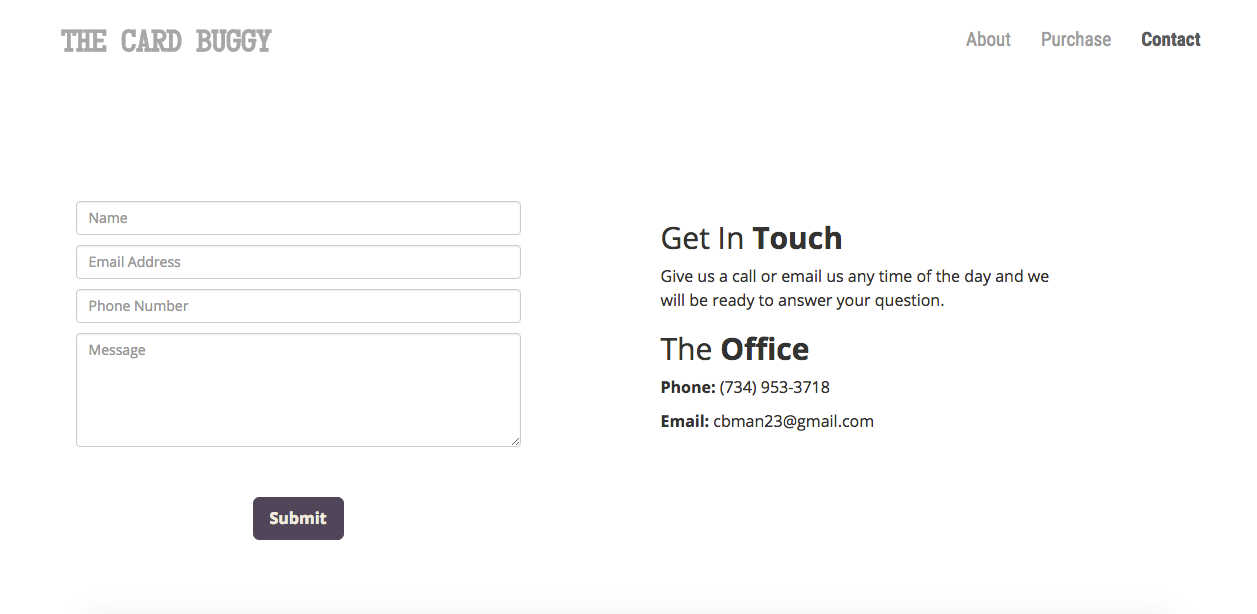 THE CARD BUGGY
About Purchase Contact
Name
Email Address
Phone Number
Message
Submit
Get In Touch
Give us a call or email us any time of the day and we
will be ready to answer your question.
The Office
Phone: (734) 953-3718
Email: cbman23@gmail.com